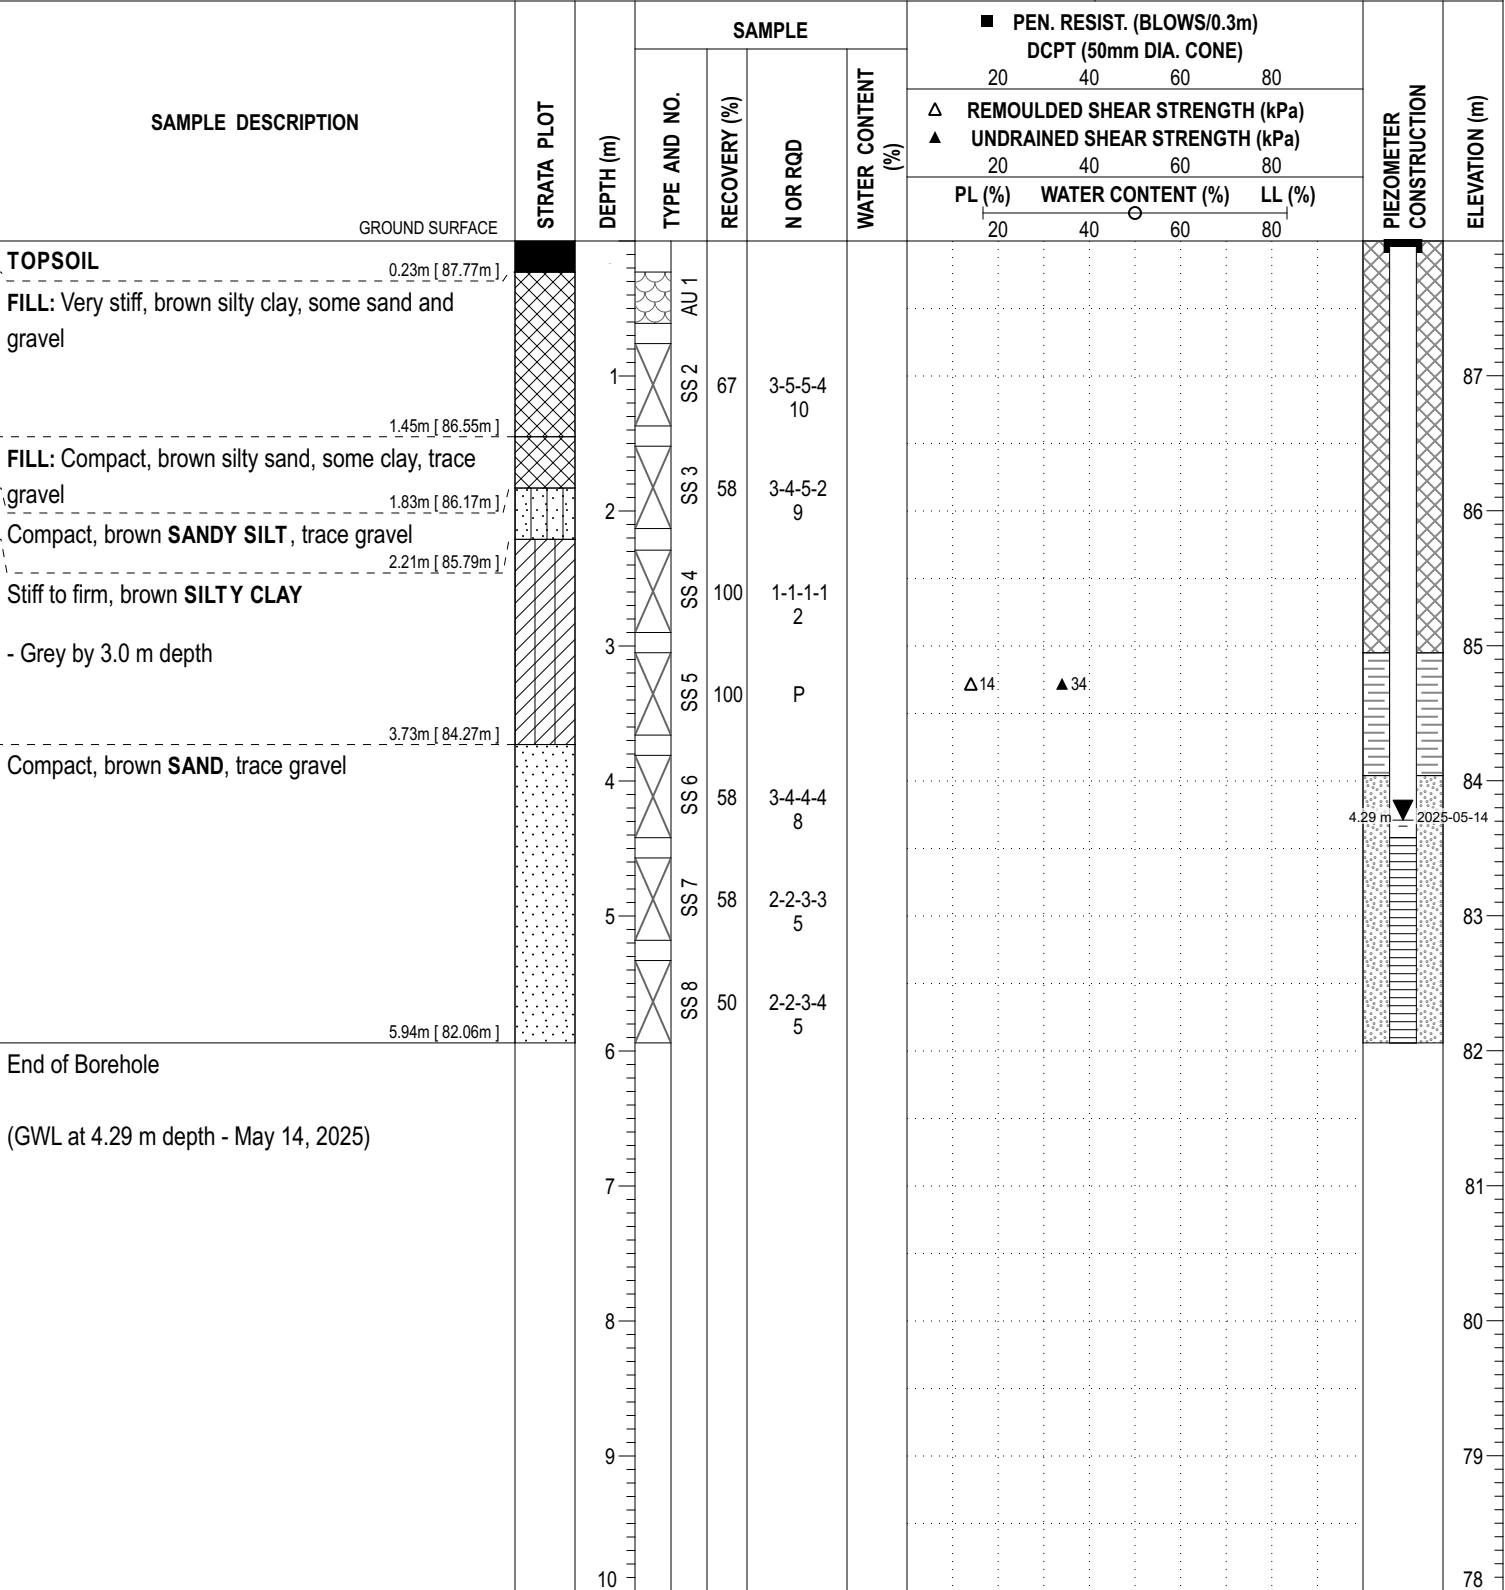 SAMPLE DESCRIPTION
GROUND SURFACE
STRATA PLOT
DEPTH (m)
SAMPLE
TYPE AND NO.
RECOVERY (%)
N OR RQD
WATER CONTENT
(%)
■ PEN. RESIST. (BLOWS/0.3m)
DCPT (50mm DIA. CONE)
20 40 60 80
△ REMOULDED SHEAR STRENGTH (kPa)
▲ UNDRAINED SHEAR STRENGTH (kPa)
20 40 60 80
PL (%) WATER CONTENT (%) LL (%)
20 40 60 80
PIEZOMETER
CONSTRUCTION
ELEVATION (m)
TOPSOIL
0.23m [ 87.77m ]
FILL: Very stiff, brown silty clay, some sand and
gravel
1.45m [ 86.55m ]
FILL: Compact, brown silty sand, some clay, trace
gravel
1.83m [ 86.17m ]
Compact, brown SANDY SILT, trace gravel
2.21m [ 85.79m ]
Stiff to firm, brown SILTY CLAY
- Grey by 3.0 m depth
3.73m [ 84.27m ]
Compact, brown SAND, trace gravel
5.94m [ 82.06m ]
End of Borehole
(GWL at 4.29 m depth - May 14, 2025)
1
2
3
4
5
6
7
8
9
10
AU 1
SS 2 67 3-5-5-4
10
SS 3 58 3-4-5-2
9
SS 4 100 1-1-1-1
2
SS 5 100 P
SS 6 58 3-4-4-4
8
SS 7 58 2-2-3-3
5
SS 8 50 2-2-3-4
5
△14 ▲34
4.29 m 2025-05-14
87
86
85
84
83
82
81
80
79
78